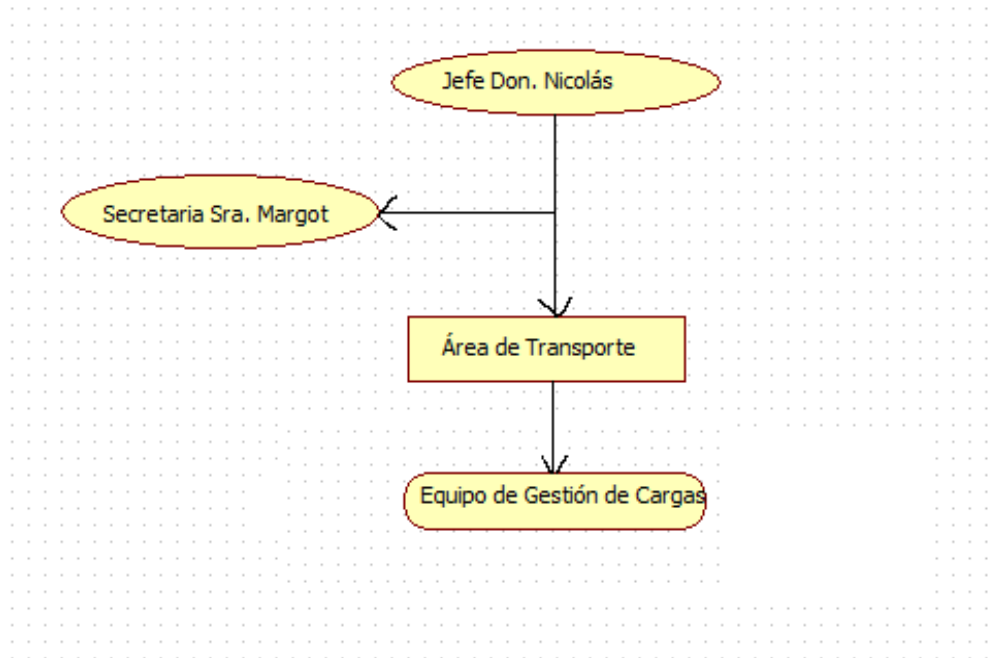 Jefe Don. Nicolás
Secretaria Sra. Margot
Área de Transporte
Equipo de Gestión de Cargas